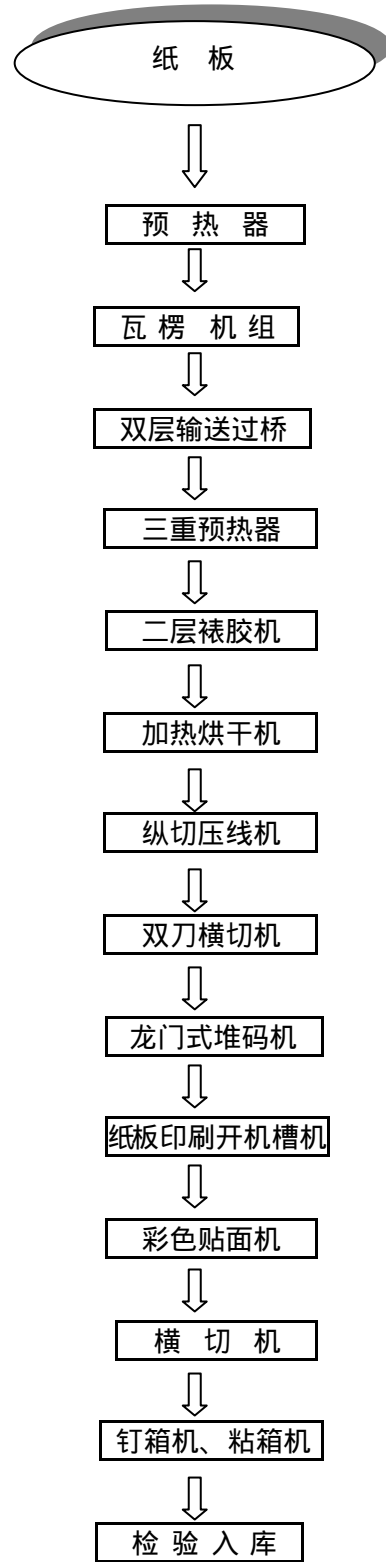 纸 板
预 热 器
瓦 楞 机 组
双层输送过桥
三重预热器
二层裱胶机
加热烘干机
纵切压线机
双刀横切机
龙门式堆码机
纸板印刷开机槽机
彩色贴面机
横 切 机
钉箱机、粘箱机
检 验 入 库